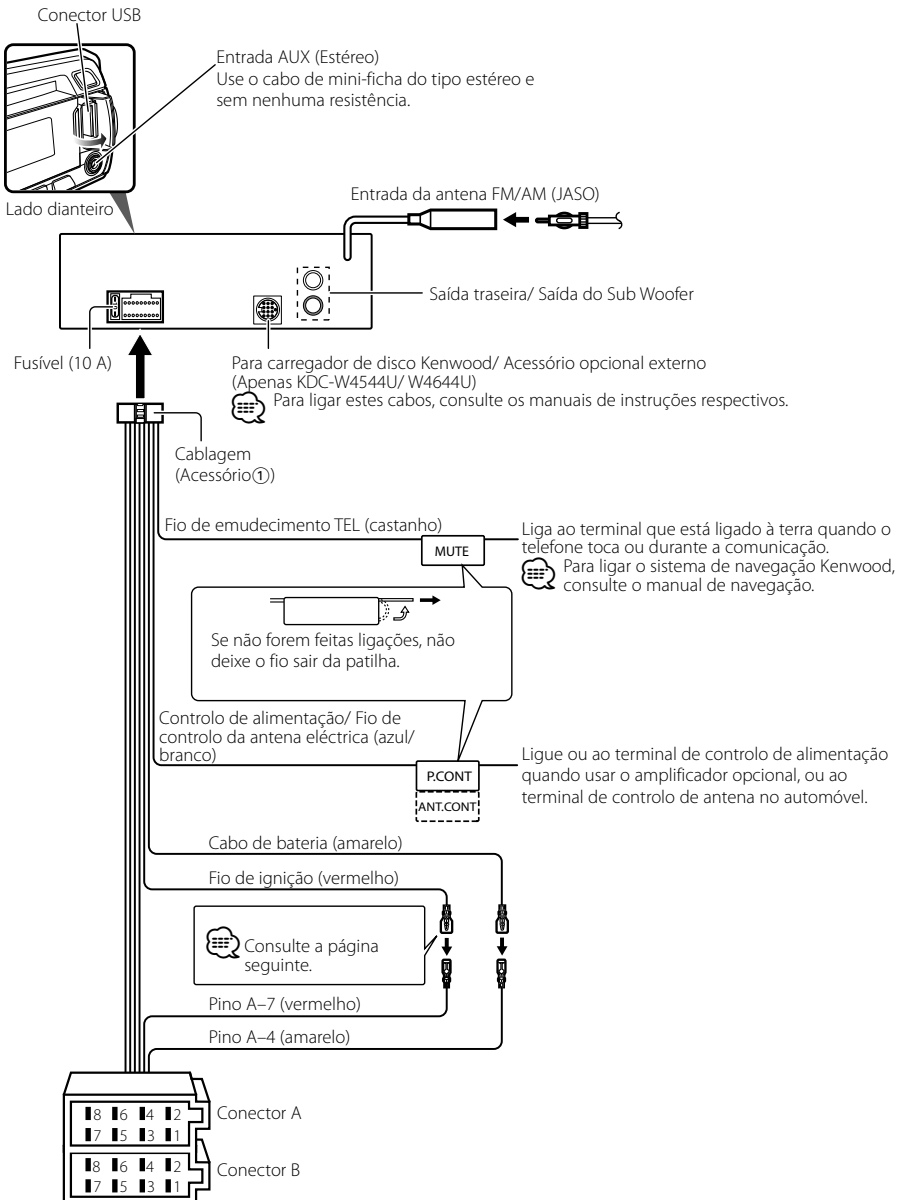 Conector USB
Entrada AUX (Estéreo)
Use o cabo de mini-ficha do tipo estéreo e
sem nenhuma resistência.
Lado dianteiro
Entrada da antena FM/AM (JASO)
Saída traseira/ Saída do Sub Woofer
Fusível (10 A)
Para carregador de disco Kenwood/ Acessório opcional externo
(Apenas KDC-W4544U/ W4644U)
Para ligar estes cabos, consulte os manuais de instruções respectivos.
Cablagem
(Acessório①)
Fio de emudecimento TEL (castanho)
MUTE
Liga ao terminal que está ligado à terra quando o
telefone toca ou durante a comunicação.
Para ligar o sistema de navegação Kenwood,
consulte o manual de navegação.
Se não forem feitas ligações, não
deixe o fio sair da patilha.
Controlo de alimentação/ Fio de
controlo da antena eléctrica (azul/
branco)
P.CONT
ANT.CONT
Ligue ou ao terminal de controlo de alimentação
quando usar o amplificador opcional, ou ao
terminal de controlo de antena no automóvel.
Cabo de bateria (amarelo)
Fio de ignição (vermelho)
Consulte a página
seguinte.
Pino A–7 (vermelho)
Pino A–4 (amarelo)
8 6 4 2
7 5 3 1
Conector A
8 6 4 2
7 5 3 1
Conector B